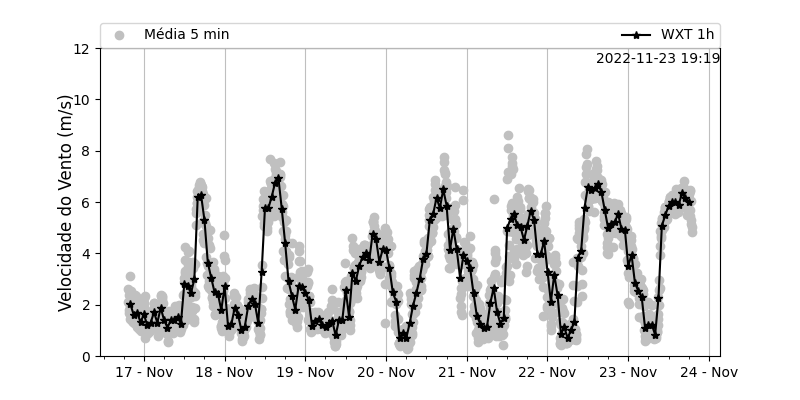 Média 5 min
WXT 1h
2022-11-23 19:19
Velocidade do Vento (m/s)
12
10
8
6
4
2
0
17 - Nov
18 - Nov
19 - Nov
20 - Nov
21 - Nov
22 - Nov
23 - Nov
24 - Nov